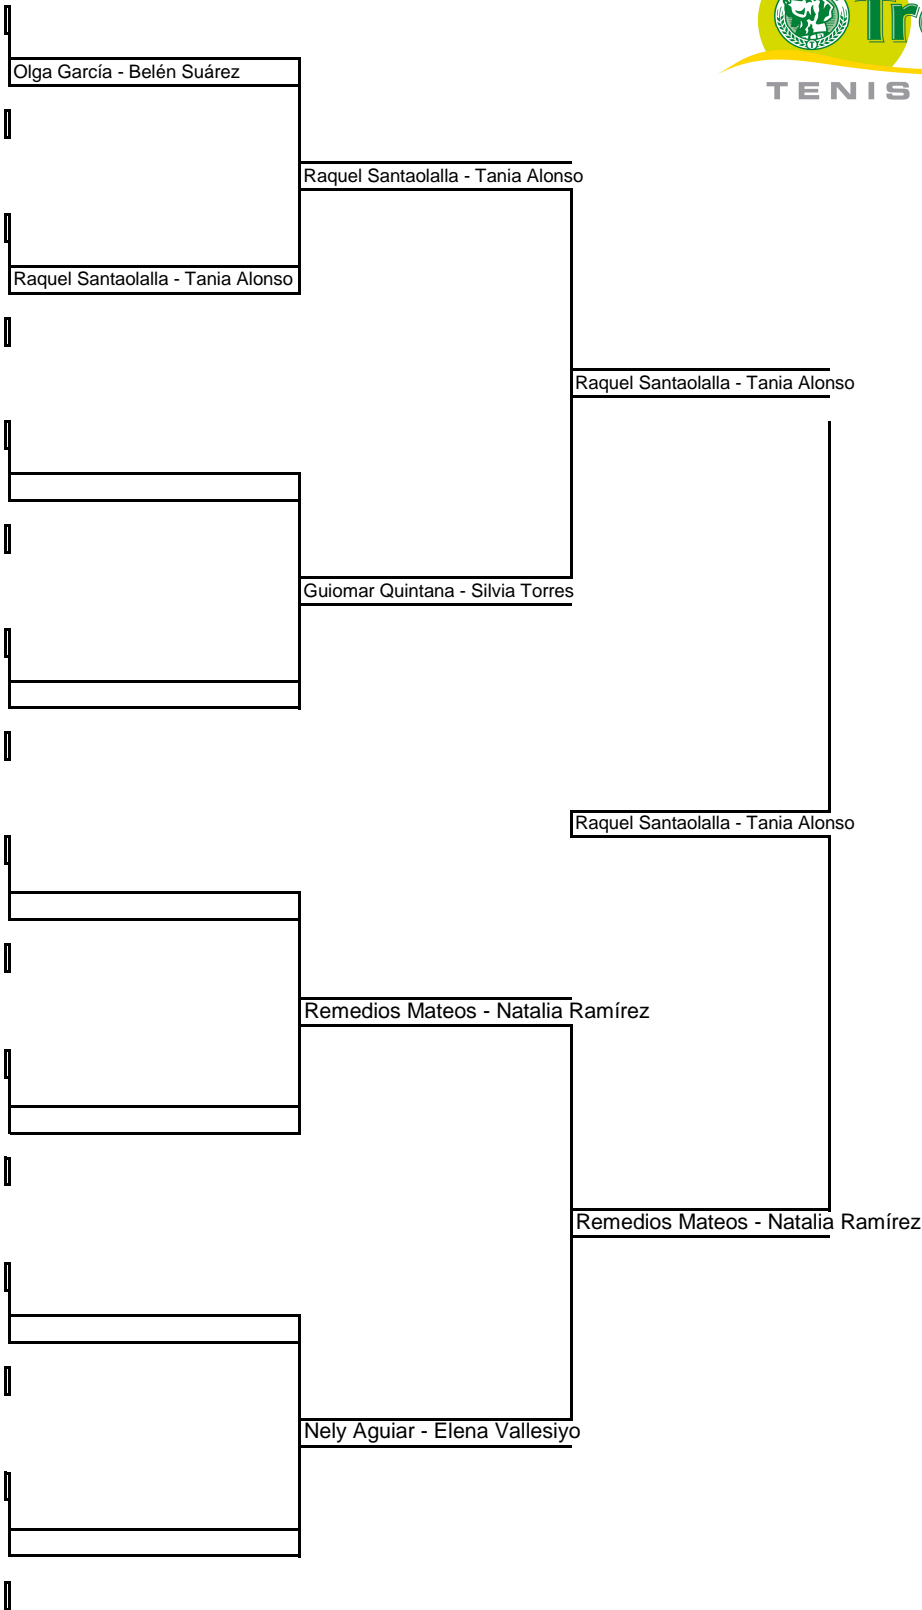 TENIS
Olga García - Belén Suárez
Raquel Santaolalla - Tania Alonso
Raquel Santaolalla - Tania Alonso
Raquel Santaolalla - Tania Alonso
Guiomar Quintana - Silvia Torres
Raquel Santaolalla - Tania Alonso
Remedios Mateos - Natalia Ramírez
Remedios Mateos - Natalia Ramírez
Nely Aguiar - Elena Vallesiyo